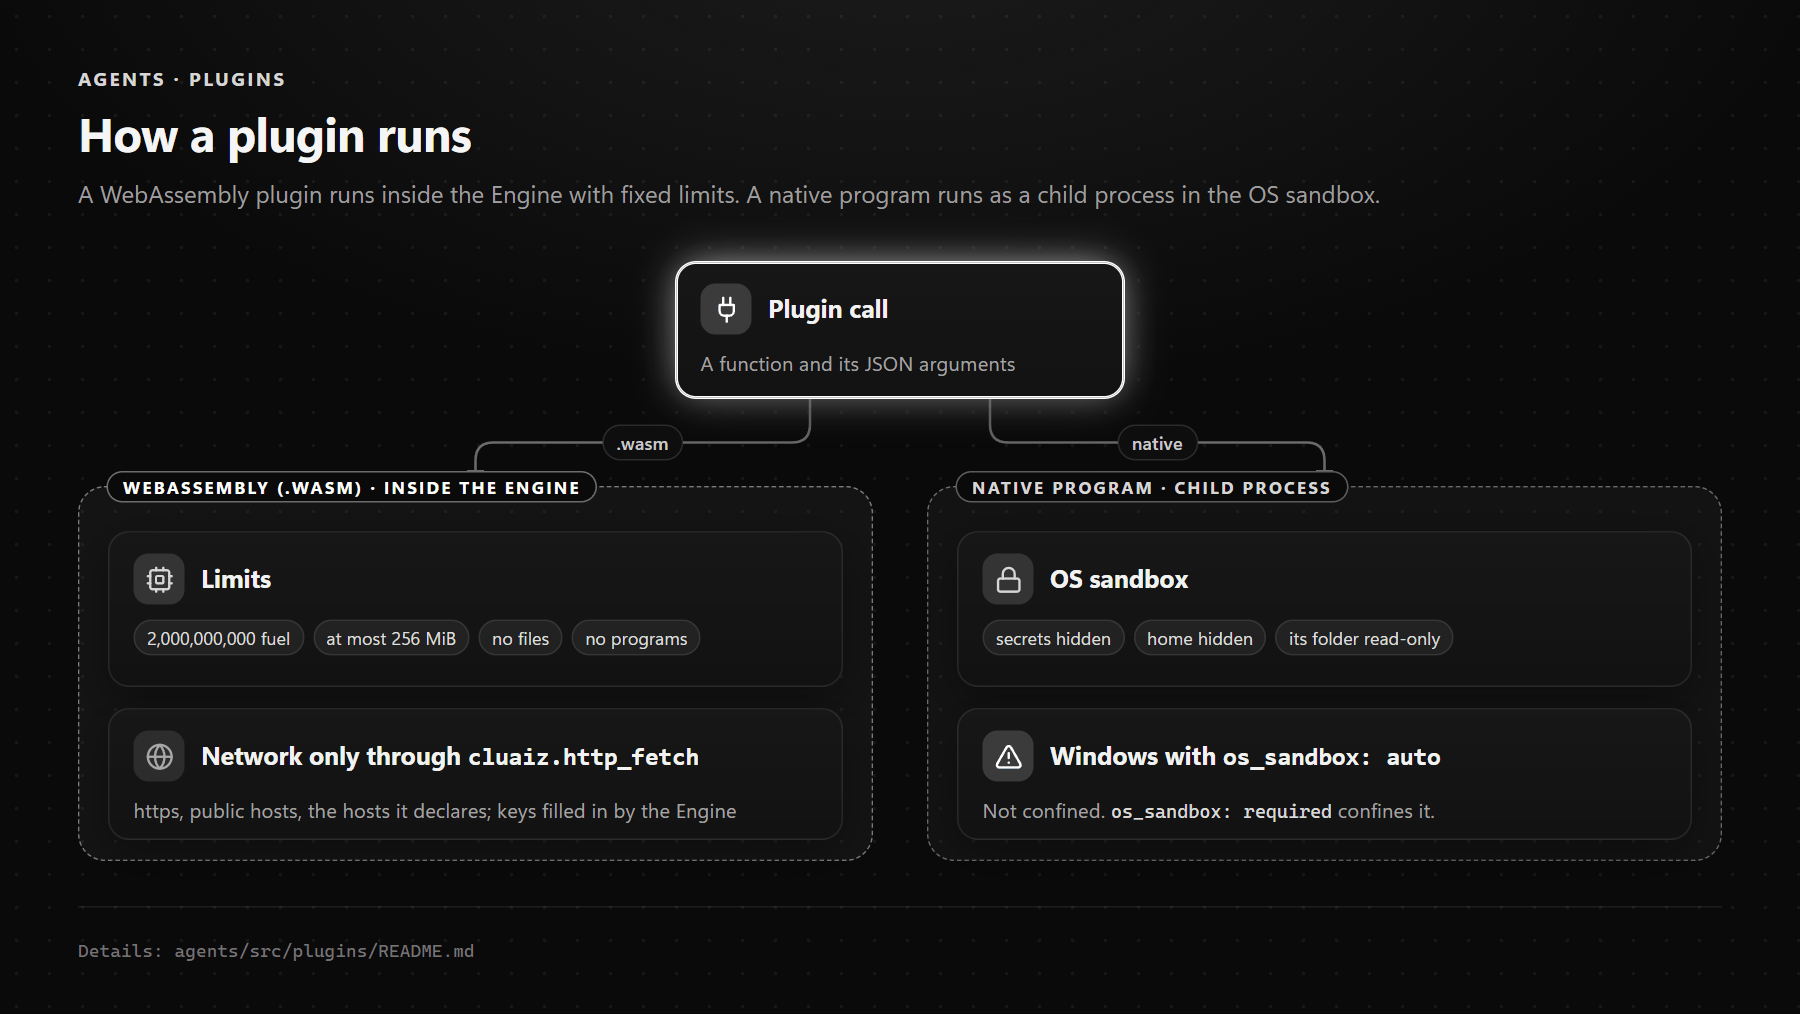 AGENTS · PLUGINS
How a plugin runs
A WebAssembly plugin runs inside the Engine with fixed limits. A native program runs as a child process in the OS sandbox.
Plugin call
A function and its JSON arguments
.wasm
native
WEBASSEMBLY (.WASM) · INSIDE THE ENGINE
Limits
2,000,000,000 fuel
at most 256 MiB
no files
no programs
Network only through cluaiz.http_fetch
https, public hosts, the hosts it declares; keys filled in by the Engine
NATIVE PROGRAM · CHILD PROCESS
OS sandbox
secrets hidden
home hidden
its folder read-only
Windows with os_sandbox: auto
Not confined. os_sandbox: required confines it.
Details: agents/src/plugins/README.md